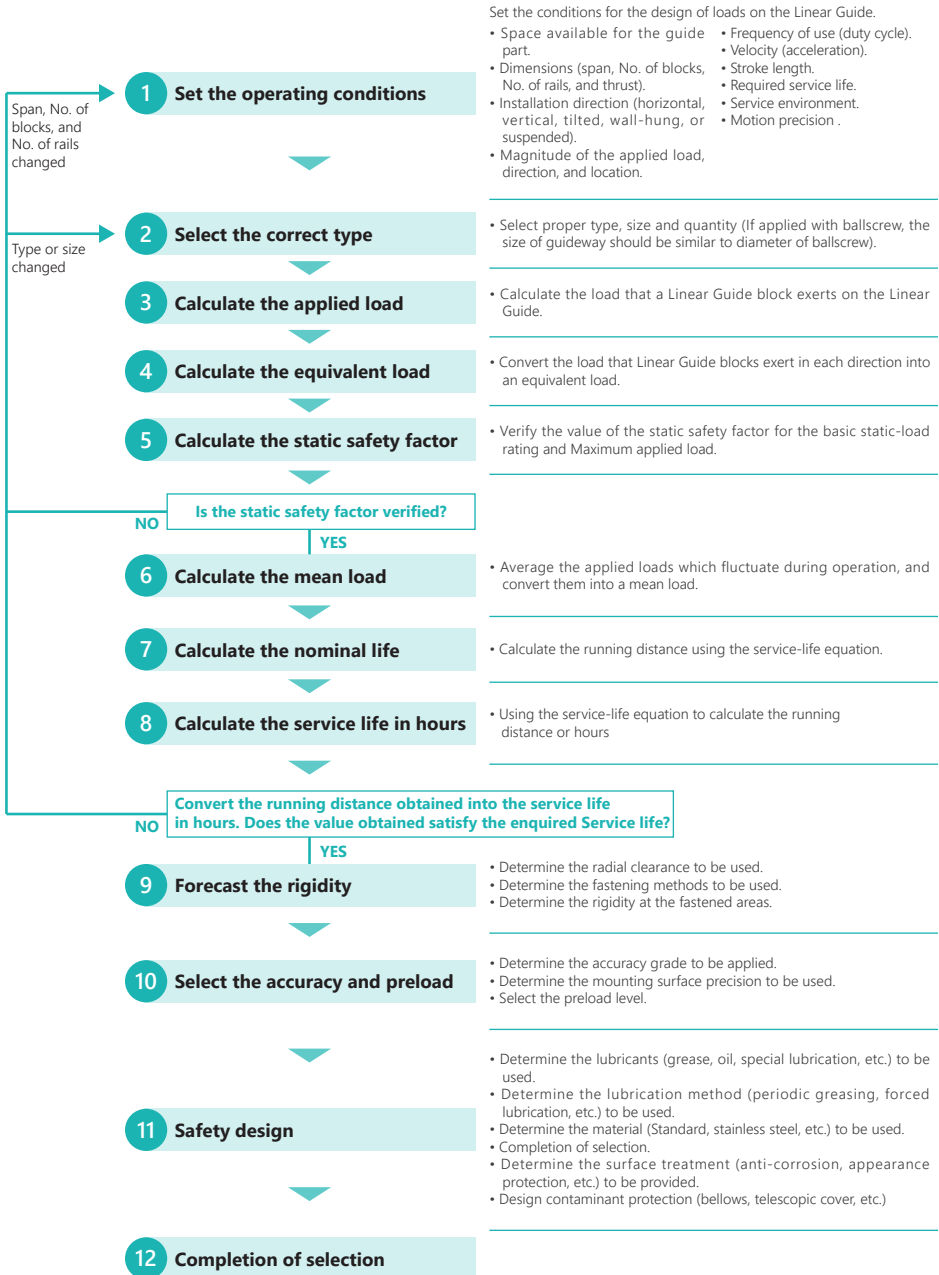 Set the conditions for the design of loads on the Linear Guide.
• Space available for the guide
part.
• Dimensions (span, No. of blocks,
No. of rails, and thrust).
• Installation direction (horizontal,
vertical, tilted, wall-hung, or
suspended).
• Magnitude of the applied load,
direction, and location.
• Frequency of use (duty cycle).
• Velocity (acceleration).
• Stroke length.
• Required service life.
• Service environment.
• Motion precision .
1 Set the operating conditions
Span, No. of
blocks, and
No. of rails
changed
2 Select the correct type
Type or size
changed
• Select proper type, size and quantity (If applied with ballscrew, the
size of guideway should be similar to diameter of ballscrew).
3 Calculate the applied load
• Calculate the load that a Linear Guide block exerts on the Linear
Guide.
4 Calculate the equivalent load
• Convert the load that Linear Guide blocks exert in each direction into
an equivalent load.
5 Calculate the static safety factor
• Verify the value of the static safety factor for the basic static-load
rating and Maximum applied load.
Is the static safety factor verified?
NO
YES
6 Calculate the mean load
• Average the applied loads which fluctuate during operation, and
convert them into a mean load.
7 Calculate the nominal life
• Calculate the running distance using the service-life equation.
8 Calculate the service life in hours
• Using the service-life equation to calculate the running
distance or hours
Convert the running distance obtained into the service life
in hours. Does the value obtained satisfy the enquired Service life?
NO
YES
9 Forecast the rigidity
• Determine the radial clearance to be used.
• Determine the fastening methods to be used.
• Determine the rigidity at the fastened areas.
10 Select the accuracy and preload
• Determine the accuracy grade to be applied.
• Determine the mounting surface precision to be used.
• Select the preload level.
11 Safety design
• Determine the lubricants (grease, oil, special lubrication, etc.) to be
used.
• Determine the lubrication method (periodic greasing, forced
lubrication, etc.) to be used.
• Determine the material (Standard, stainless steel, etc.) to be used.
• Completion of selection.
• Determine the surface treatment (anti-corrosion, appearance
protection, etc.) to be provided.
• Design contaminant protection (bellows, telescopic cover, etc.)
12 Completion of selection